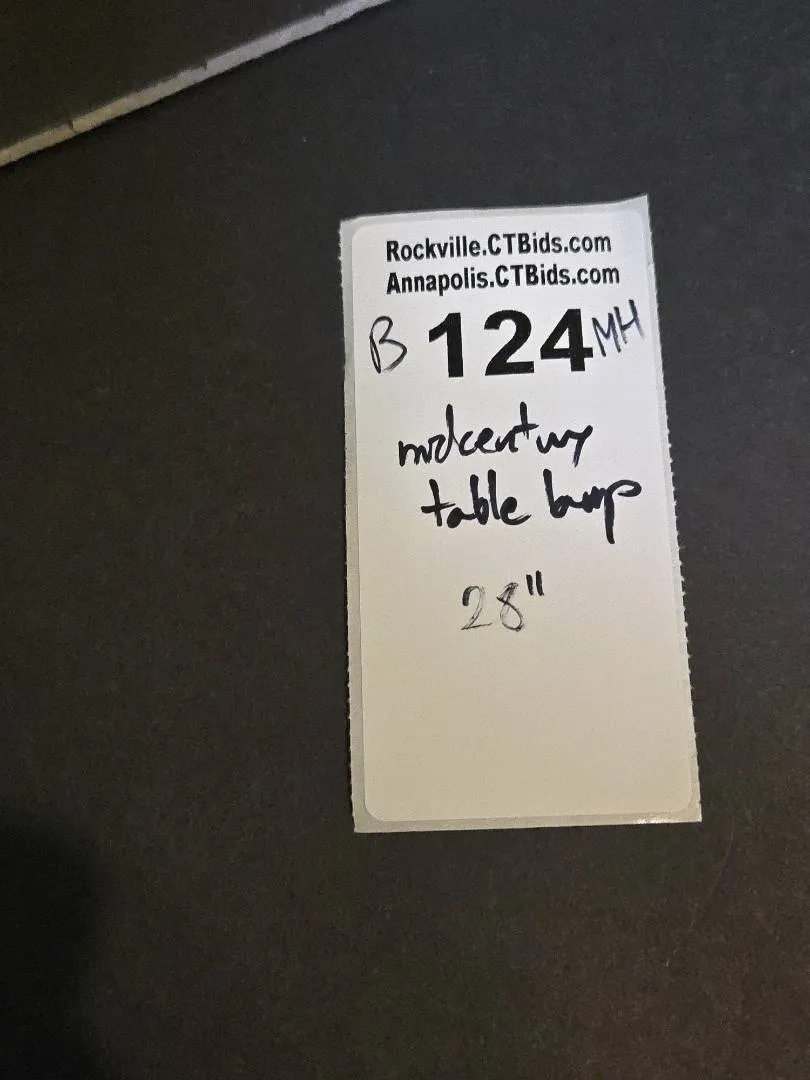 Rockville.CTBids.com
Annapolis.CTBids.com
B 124 MH
midcentury
table lamp
28"